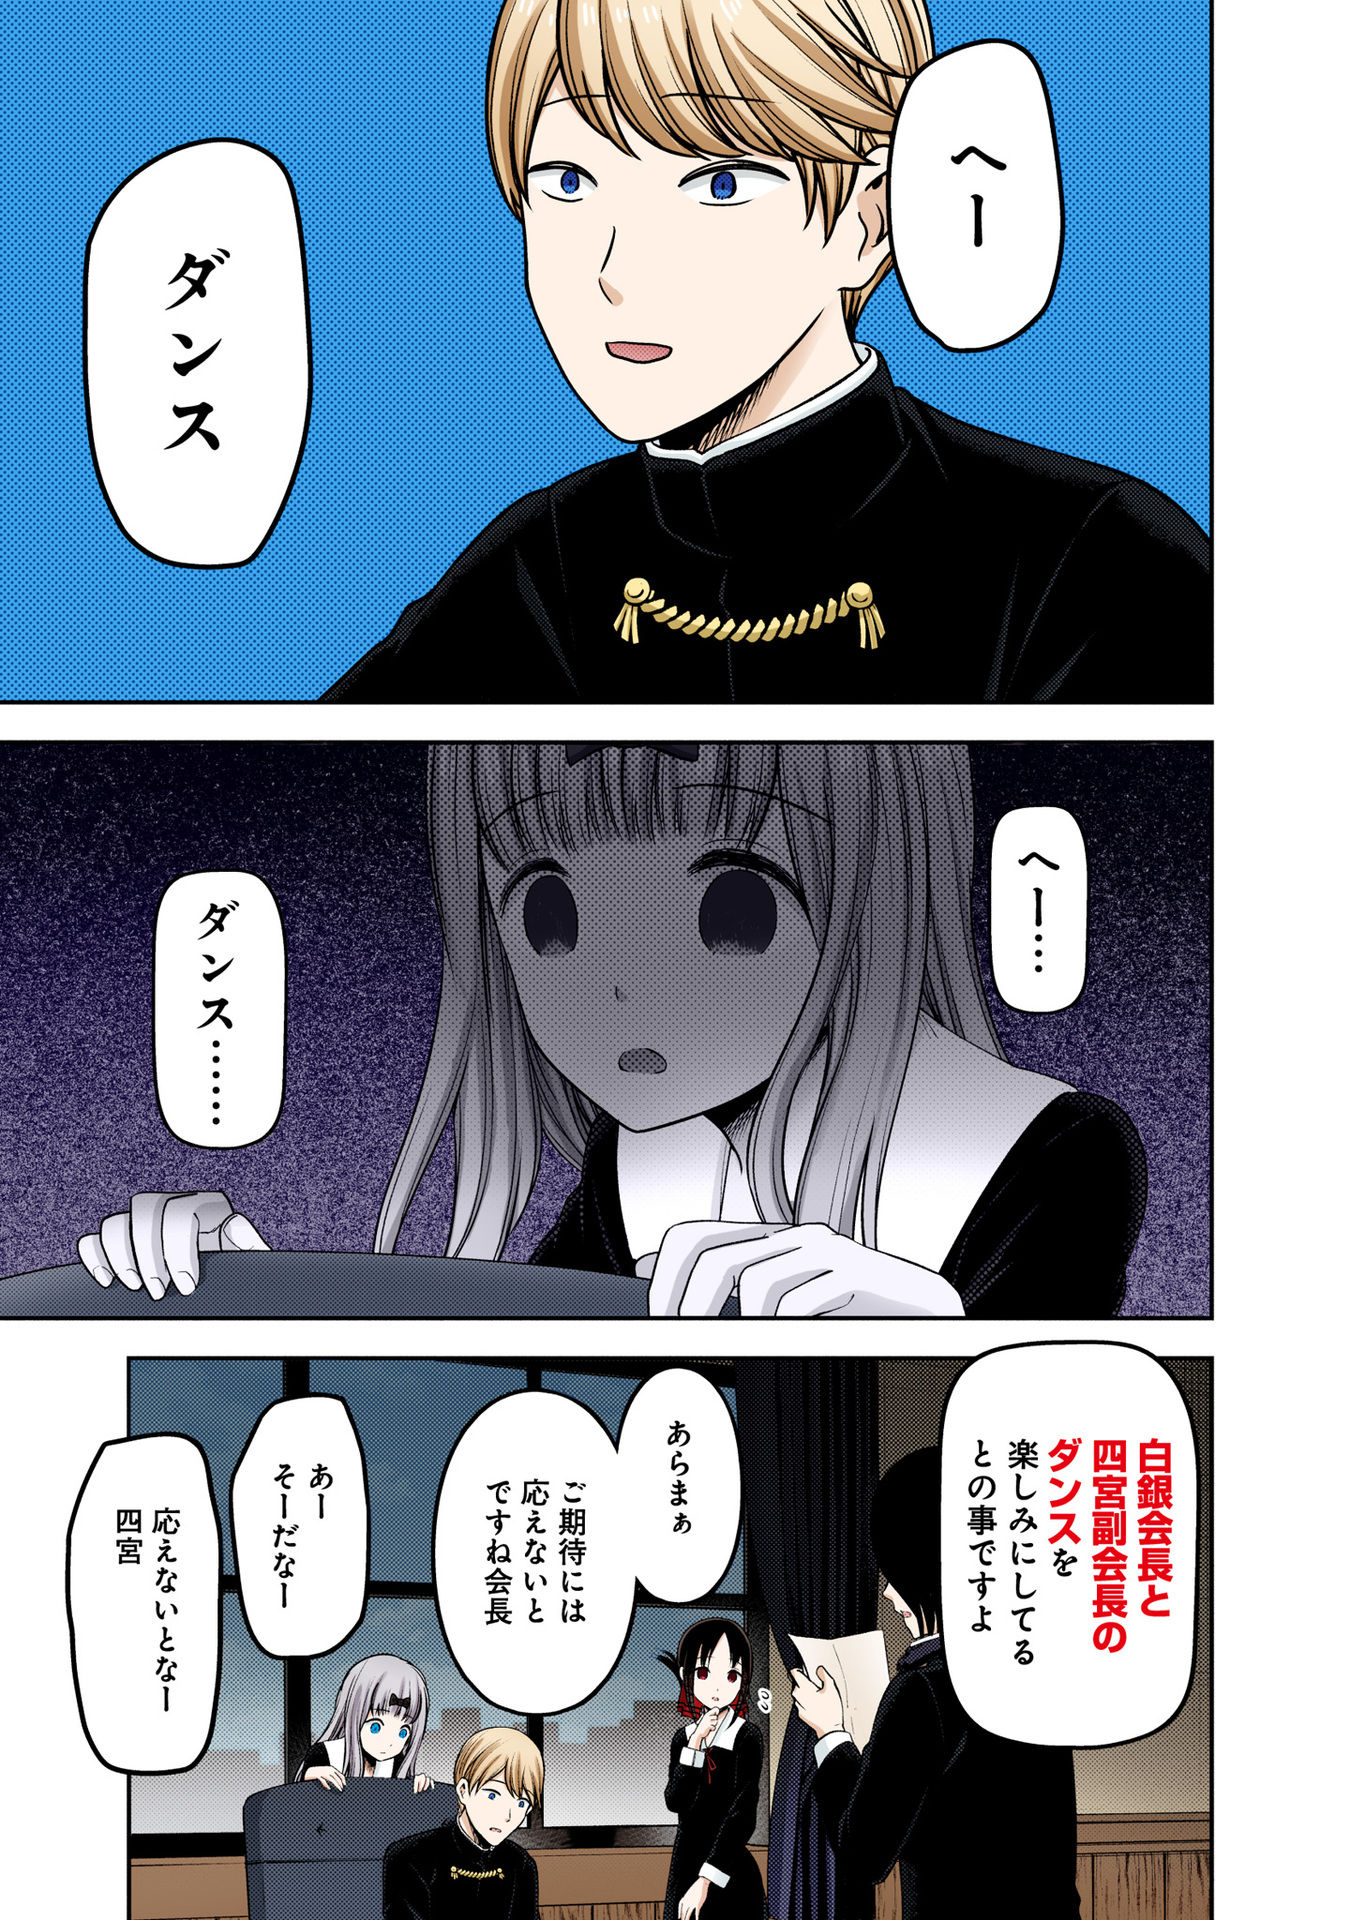 へー
ダンス
へー…
ダンス………
白銀会長と
四宮副会長の
ダンスを
楽しみにしてる
との事ですよ
あらまぁ
ご期待には
応えないと
ですね会長
あー
そーだなー
応えないとなー
四宮